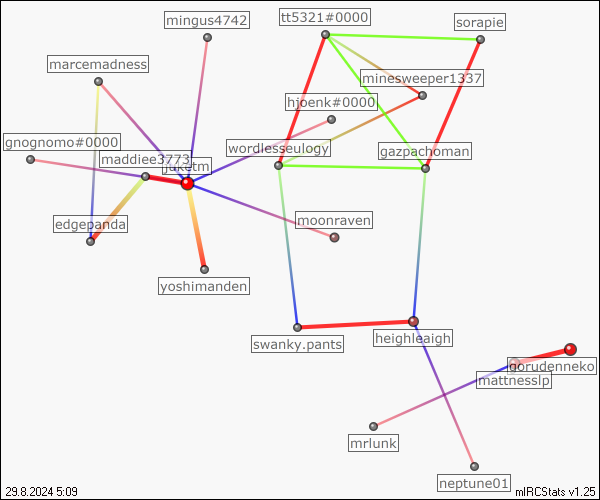 mingus4742
tt5321#0000
sorapie
marcemadness
minesweeper1337
hjoenk#0000
gnognomo#0000
wordlesseulogy
gazpachoman
maddiee3773
juketm
edgepanda
moonraven
yoshimanden
swanky.pants
heighleaigh
gorudenneko
mattnesslp
mrlunk
neptune01
29.8.2024 5:09
mIRCStats v1.25